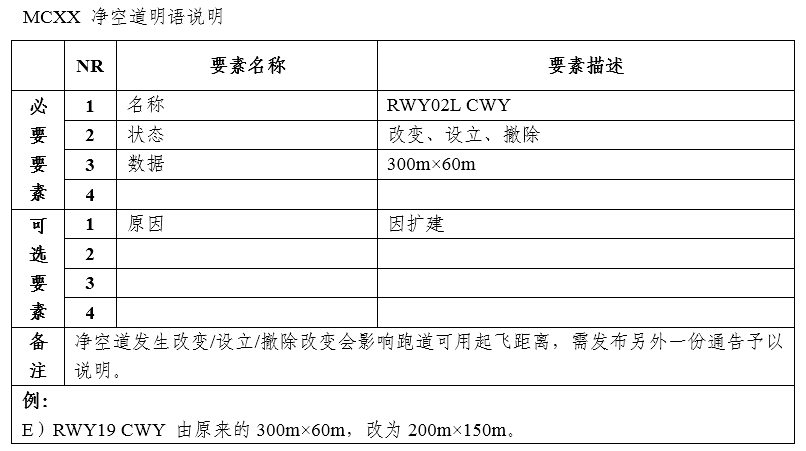 MCXX 净空道明语说明
NR 要素名称 要素描述
必要要素
1 名称 RWY02L CWY
2 状态 改变、设立、撤除
3 数据 300m×60m
4
可选要素
1 原因 因扩建
2
3
4
备注
净空道发生改变/设立/撤除改变会影响跑道可用起飞距离，需发布另外一份通告予以
说明。
例：
E）RWY19 CWY 由原来的 300m×60m，改为 200m×150m。